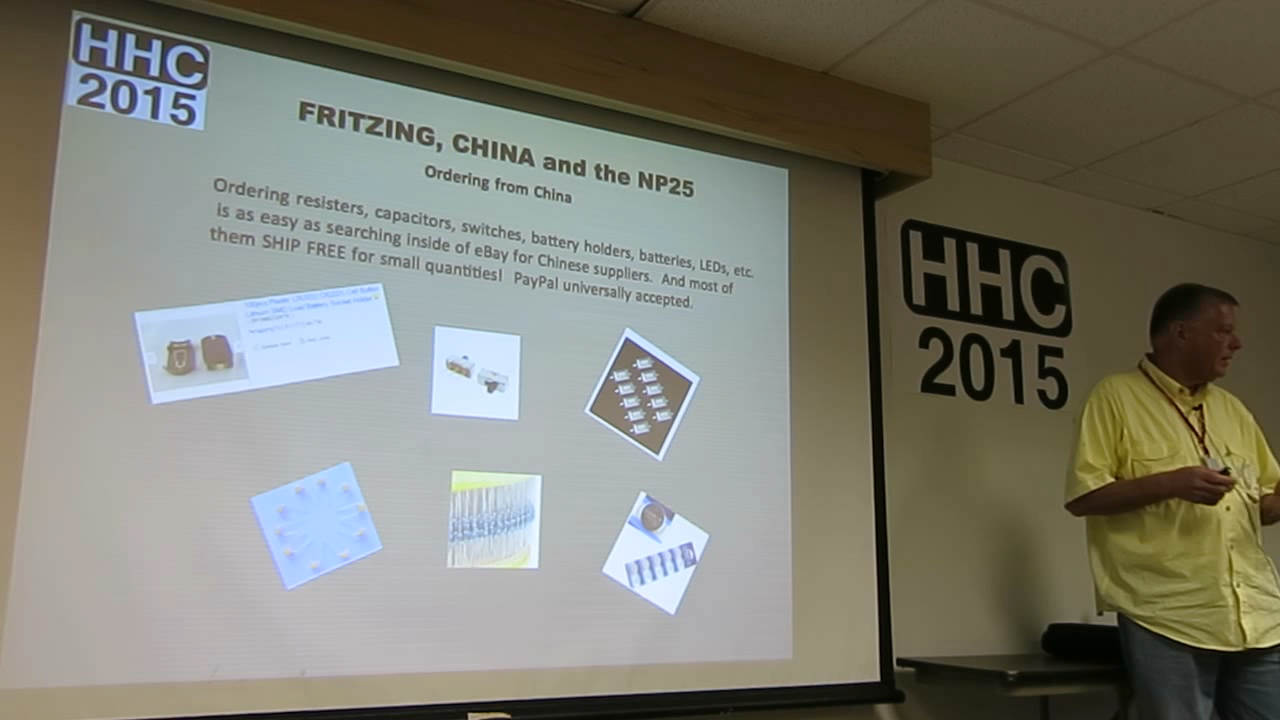 HHC
2015
FRITZING, CHINA and the NP25
Ordering from China
Ordering resisters, capacitors, switches, battery holders, batteries, LEDs, etc.
is as easy as searching inside of eBay for Chinese suppliers. And most of
them SHIP FREE for small quantities! PayPal universally accepted.
HHC
2015